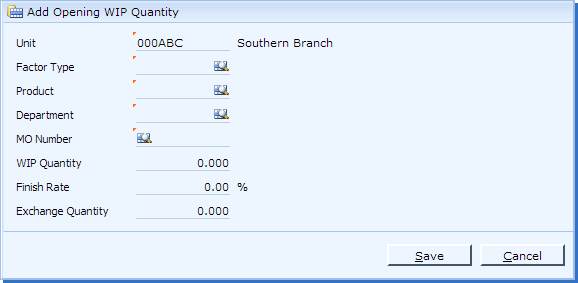 Add Opening WIP Quantity
Unit 000ABC Southern Branch
Factor Type
Product
Department
MO Number
WIP Quantity 0.000
Finish Rate 0.00 %
Exchange Quantity 0.000
Save Cancel